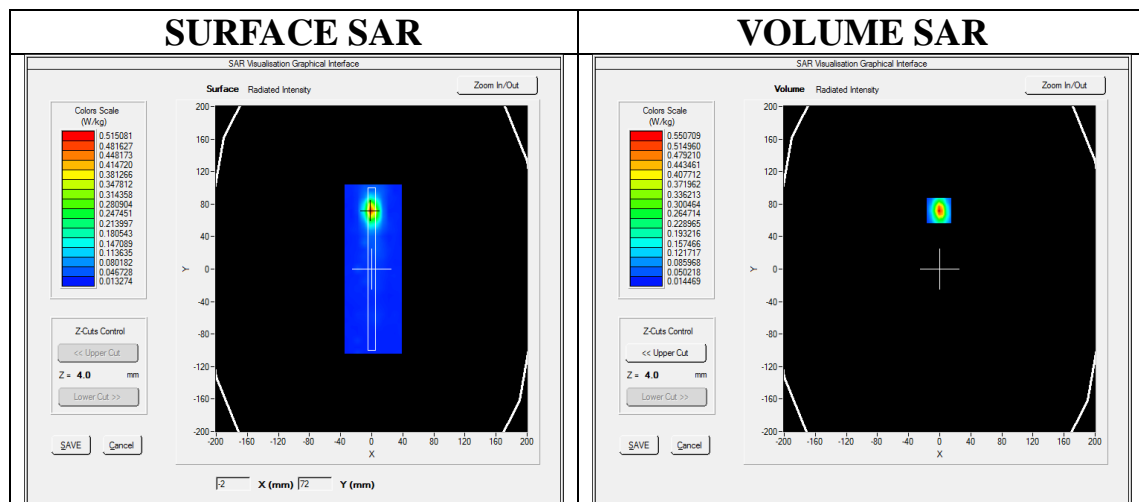 SURFACE SAR
VOLUME SAR
SAR Visualisation Graphical Interface
Surface Radiated Intensity
Zoom In/Out
Colors Scale
(W/kg)
0.515081
0.481627
0.448173
0.414720
0.381266
0.347812
0.314358
0.280904
0.247451
0.213997
0.180543
0.147089
0.113635
0.080182
0.046728
0.013274
200
160
120
80
40
0
-40
-80
-120
-160
-200
Y
-200 -160 -120 -80 -40 0 40 80 120 160 200
X
Z-Cuts Control
<< Upper Cut
Z = 4.0 mm
Lower Cut >>
SAVE Cancel
-2 X (mm) 72 Y (mm)
SAR Visualisation Graphical Interface
Volume Radiated Intensity
Zoom In/Out
Colors Scale
(W/kg)
0.550709
0.514960
0.479210
0.443461
0.407712
0.371962
0.336213
0.300464
0.264714
0.228965
0.193216
0.157466
0.121717
0.085968
0.050218
0.014469
200
160
120
80
40
0
-40
-80
-120
-160
-200
Y
-200 -160 -120 -80 -40 0 40 80 120 160 200
X
Z-Cuts Control
<< Upper Cut
Z = 4.0 mm
Lower Cut >>
SAVE Cancel